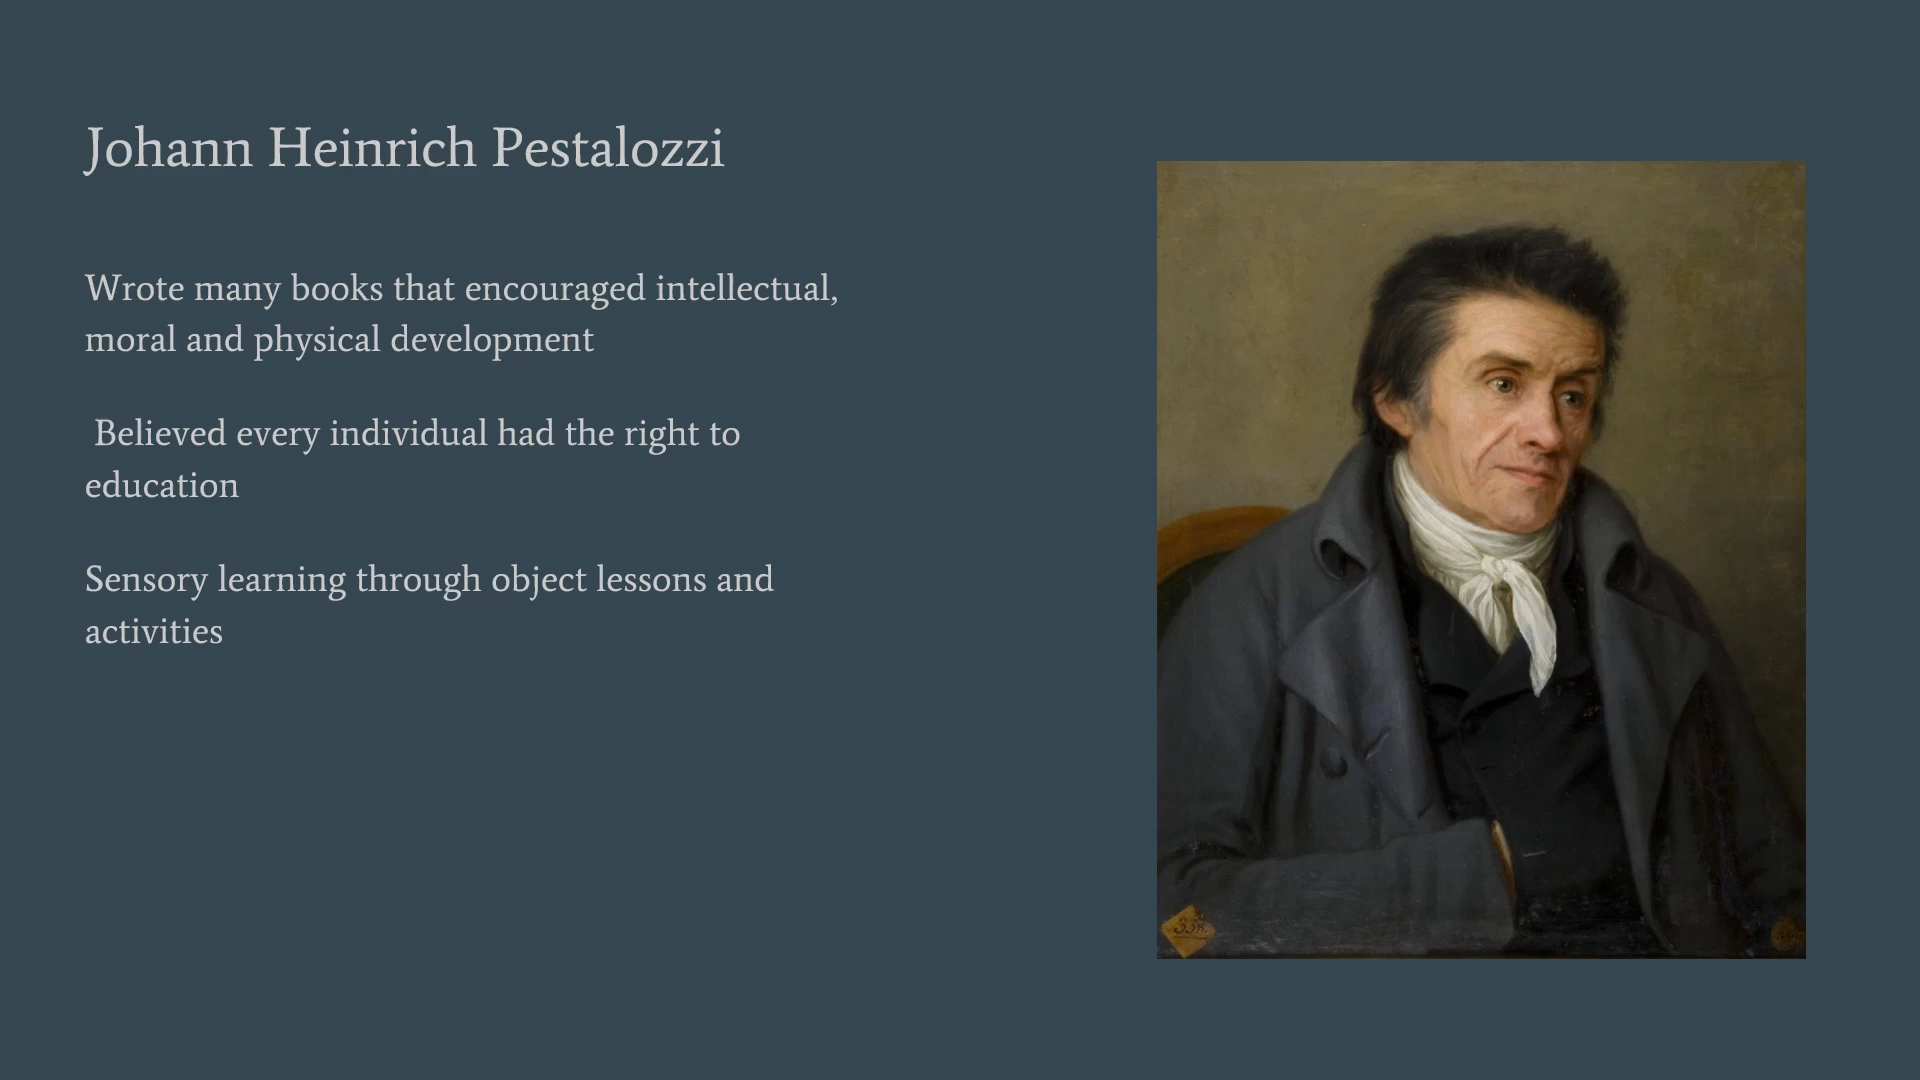 Johann Heinrich Pestalozzi
Wrote many books that encouraged intellectual,
moral and physical development
Believed every individual had the right to
education
Sensory learning through object lessons and
activities